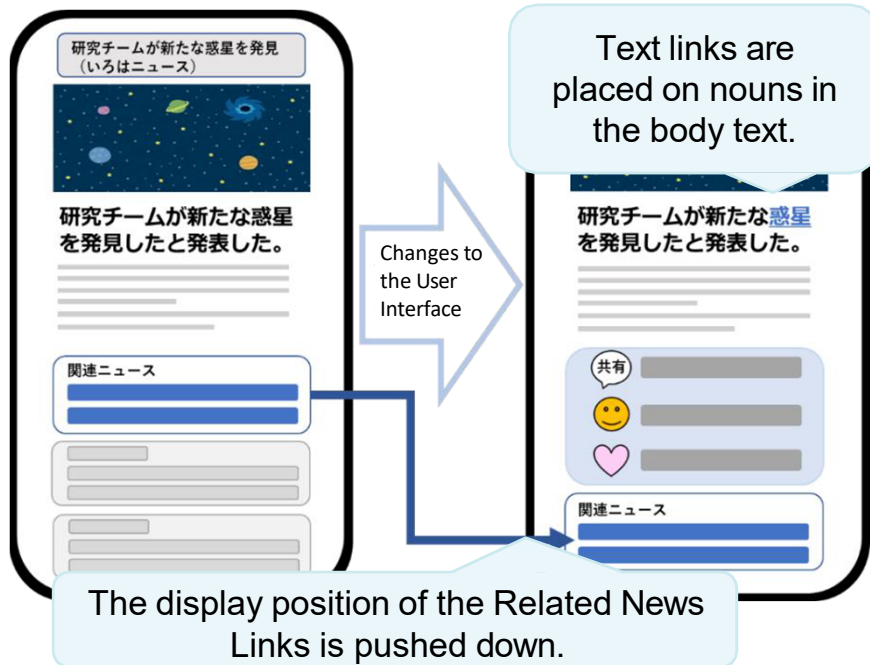 研究チームが新たな惑星を発見
（いろはニュース）
研究チームが新たな惑星
を発見したと発表した。
関連ニュース
Changes to
the User
Interface
Text links are
placed on nouns in
the body text.
研究チームが新たな惑星
を発見したと発表した。
共有
関連ニュース
The display position of the Related News
Links is pushed down.